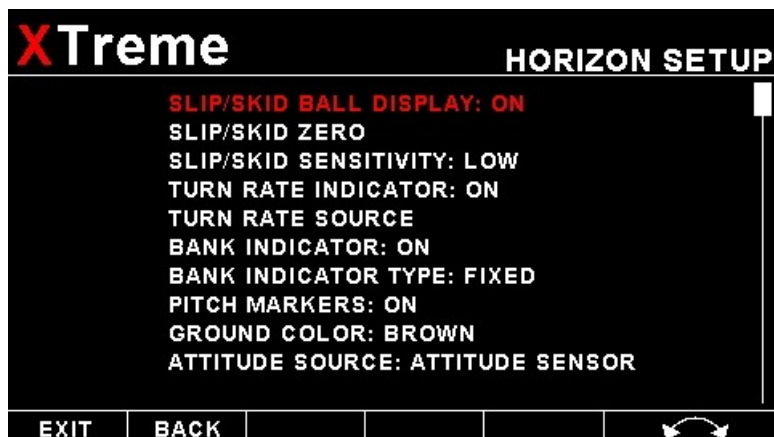 XTreme
HORIZON SETUP
SLIP/SKID BALL DISPLAY: ON
SLIP/SKID ZERO
SLIP/SKID SENSITIVITY: LOW
TURN RATE INDICATOR: ON
TURN RATE SOURCE
BANK INDICATOR: ON
BANK INDICATOR TYPE: FIXED
PITCH MARKERS: ON
GROUND COLOR: BROWN
ATTITUDE SOURCE: ATTITUDE SENSOR
EXIT BACK